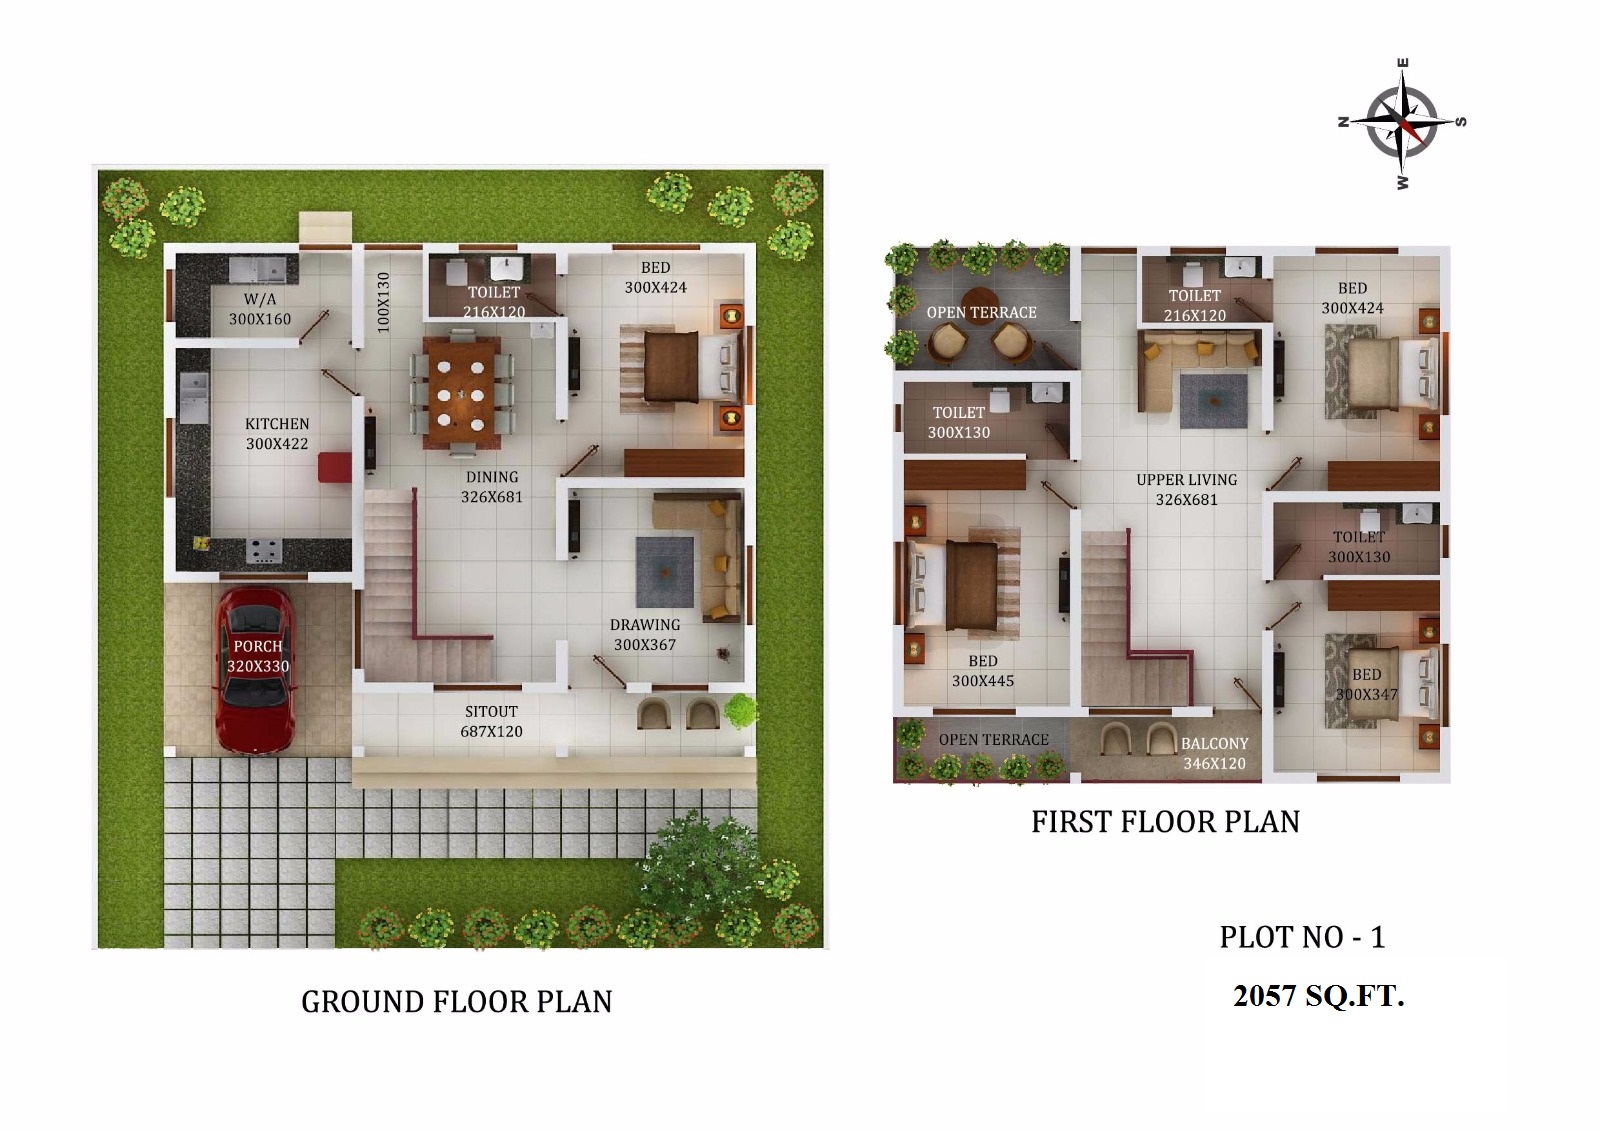 E
N
S
W
W/A
300X160
100X130
TOILET
216X120
BED
300X424
KITCHEN
300X422
DINING
326X681
DRAWING
300X367
PORCH
320X330
SITOUT
687X120
GROUND FLOOR PLAN
OPEN TERRACE
TOILET
216X120
BED
300X424
TOILET
300X130
UPPER LIVING
326X681
TOILET
300X130
BED
300X445
BED
300X347
OPEN TERRACE
BALCONY
346X120
FIRST FLOOR PLAN
PLOT NO - 1
2057 SQ.FT.